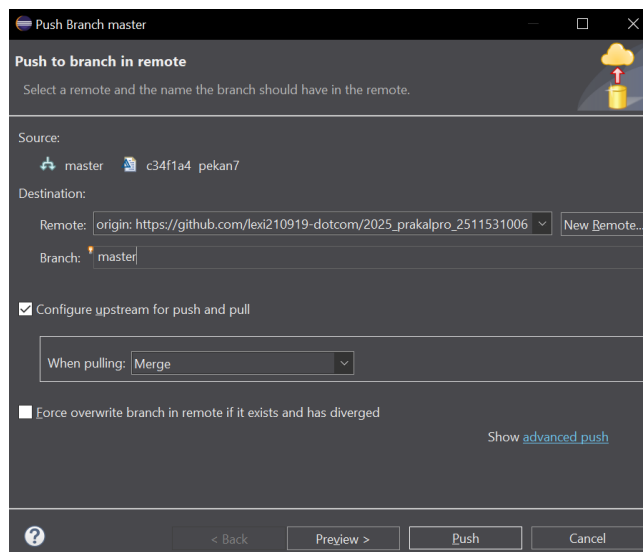 Push Branch master
Push to branch in remote
Select a remote and the name the branch should have in the remote.
Source:
master c34f1a4 pekan7
Destination:
Remote: origin: https://github.com/lexi210919-dotcom/2025_prakalpro_2511531006 New Remote...
Branch: master
Configure upstream for push and pull
When pulling: Merge
Force overwrite branch in remote if it exists and has diverged
Show advanced push
< Back Preview > Push Cancel